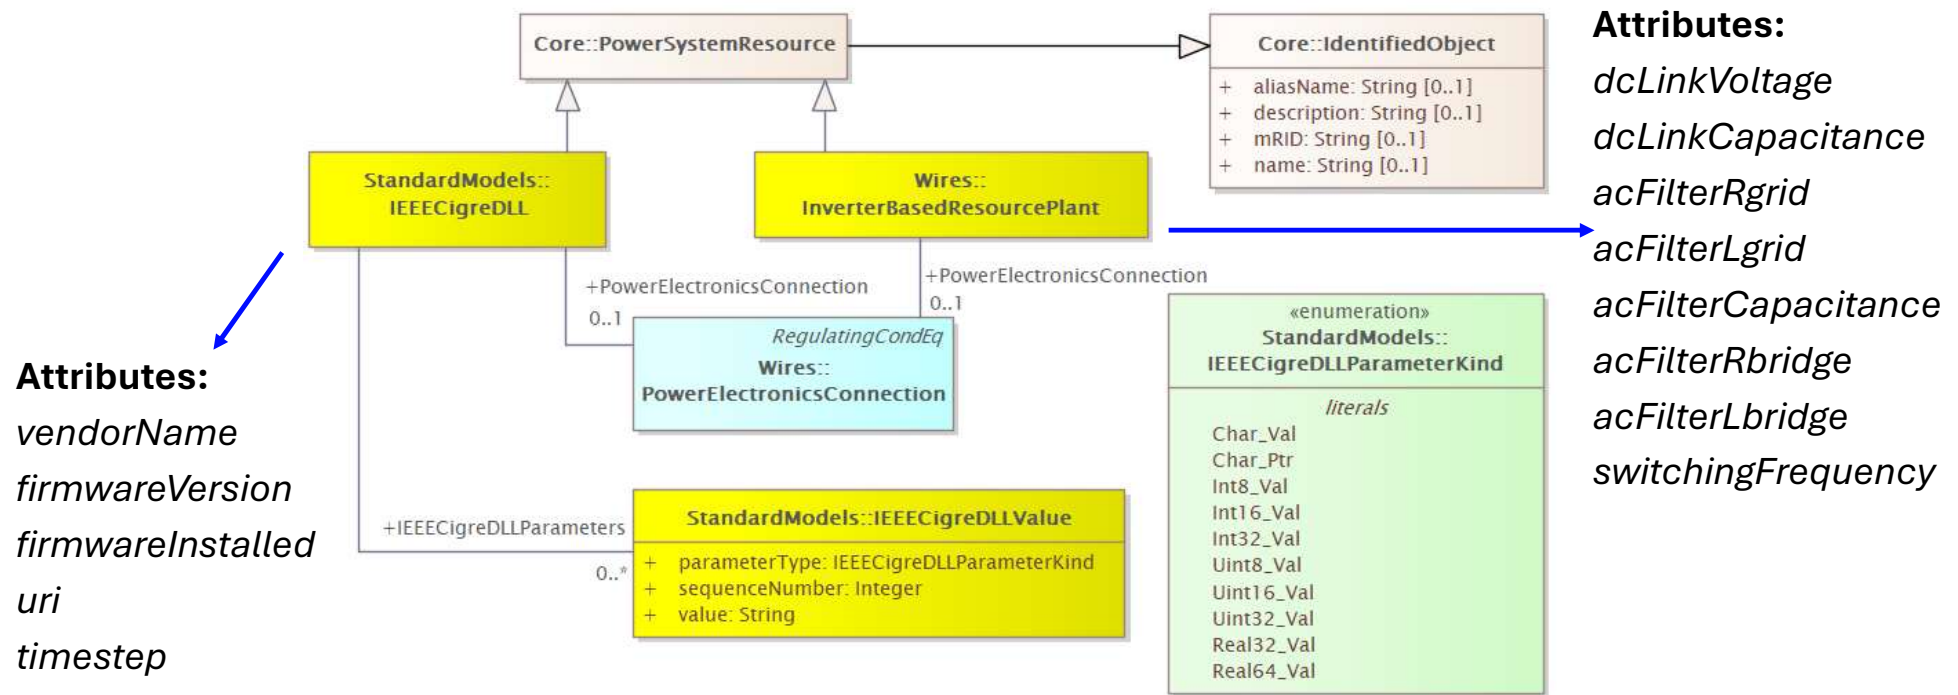 Core::PowerSystemResource
Core::IdentifiedObject
+ aliasName: String [0..1]
+ description: String [0..1]
+ mRID: String [0..1]
+ name: String [0..1]
Attributes:
dcLinkVoltage
dcLinkCapacitance
acFilterRgrid
acFilterLgrid
acFilterCapacitance
acFilterRbridge
acFilterLbridge
switchingFrequency
StandardModels::
IEEECigreDLL
Wires::
InverterBasedResourcePlant
+PowerElectronicsConnection
0..1
+PowerElectronicsConnection
0..1
RegulatingCondEq
Wires::
PowerElectronicsConnection
«enumeration»
StandardModels::
IEEECigreDLLParameterKind
literals
Char_Val
Char_Ptr
Int8_Val
Int16_Val
Int32_Val
Uint8_Val
Uint16_Val
Uint32_Val
Real32_Val
Real64_Val
Attributes:
vendorName
firmwareVersion
firmwareInstalled
uri
timestep
+IEEECigreDLLParameters
0..*
StandardModels::IEEECigreDLLValue
+ parameterType: IEEECigreDLLParameterKind
+ sequenceNumber: Integer
+ value: String